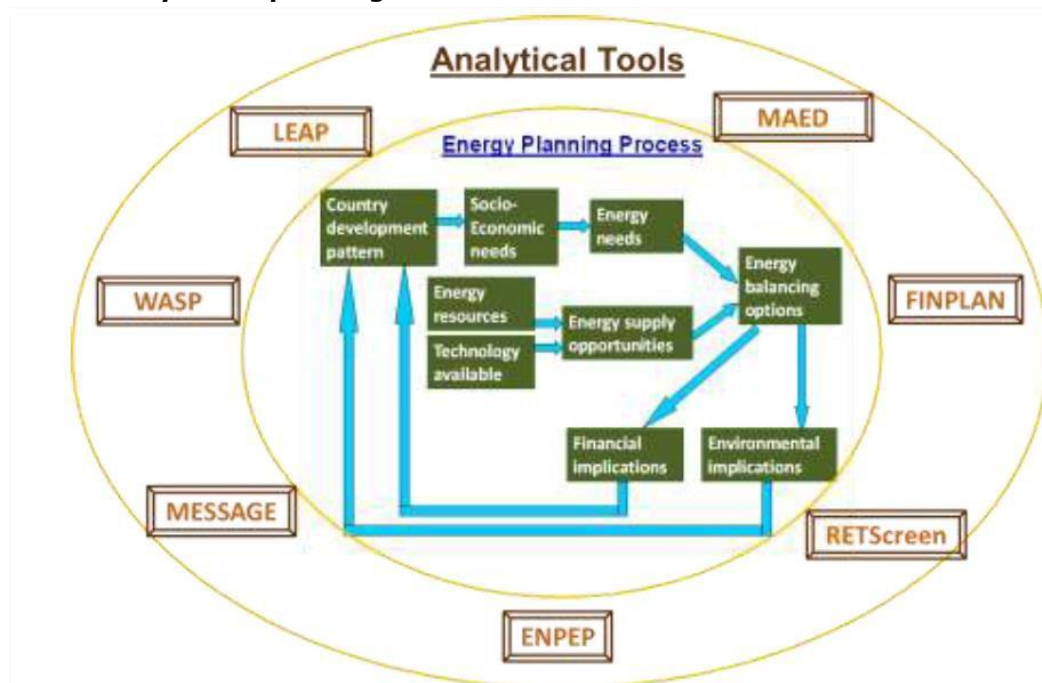 Analytical Tools
LEAP
MAED
Energy Planning Process
Country
development
pattern
Socio-
Economic
needs
Energy
needs
Energy
balancing
options
WASP
FINPLAN
Energy
resources
Energy supply
opportunities
Technology
available
Financial
implications
Environmental
implications
MESSAGE
RETScreen
ENPEP